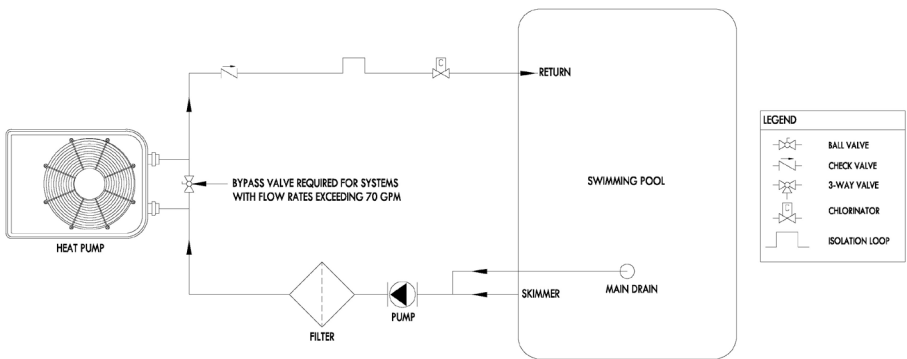 RETURN
LEGEND
BALL VALVE
CHECK VALVE
3-WAY VALVE
C
CHLORINATOR
ISOLATION LOOP
C
SWIMMING POOL
BYPASS VALVE REQUIRED FOR SYSTEMS
WITH FLOW RATES EXCEEDING 70 GPM
HEAT PUMP
MAIN DRAIN
SKIMMER
PUMP
FILTER